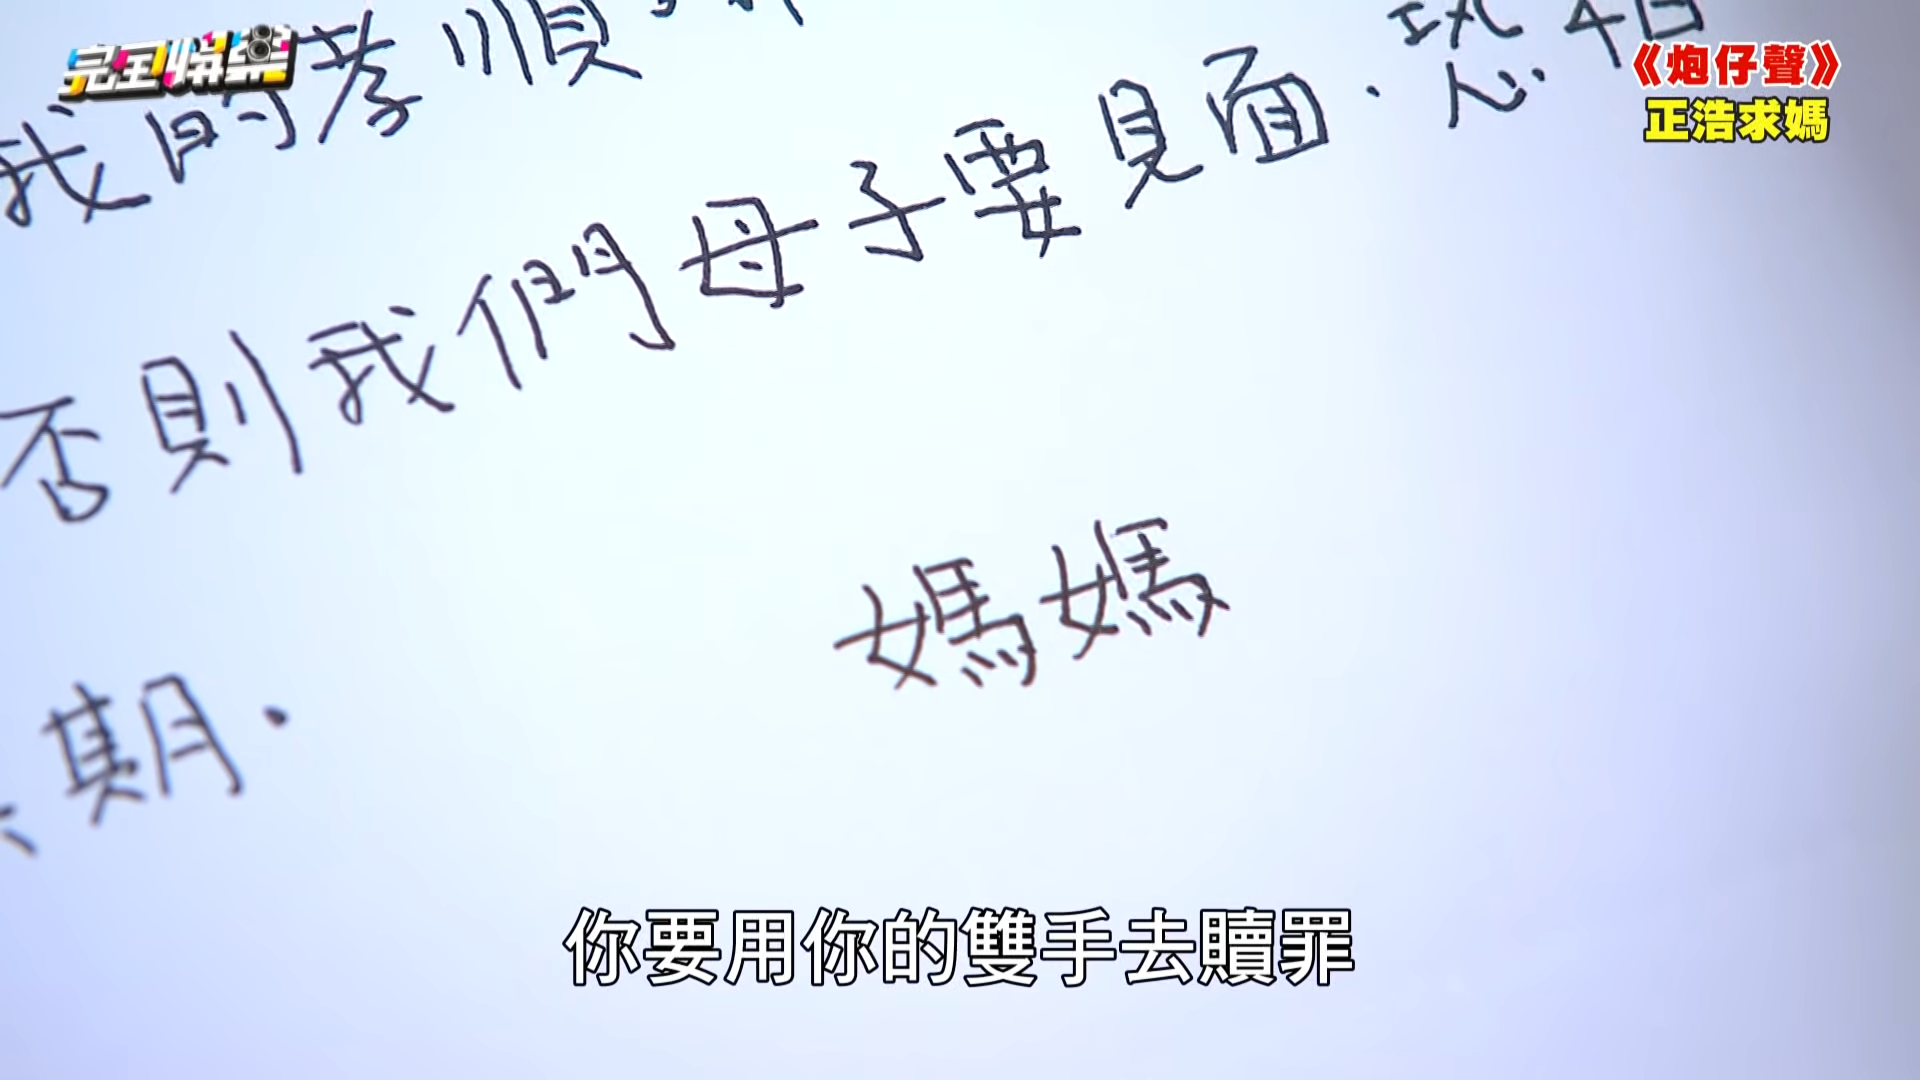 完全娛樂
《炮仔聲》
正浩求媽
我們孝順
否則我們母子要見面.恐怕
期.
媽媽
你要用你的雙手去贖罪